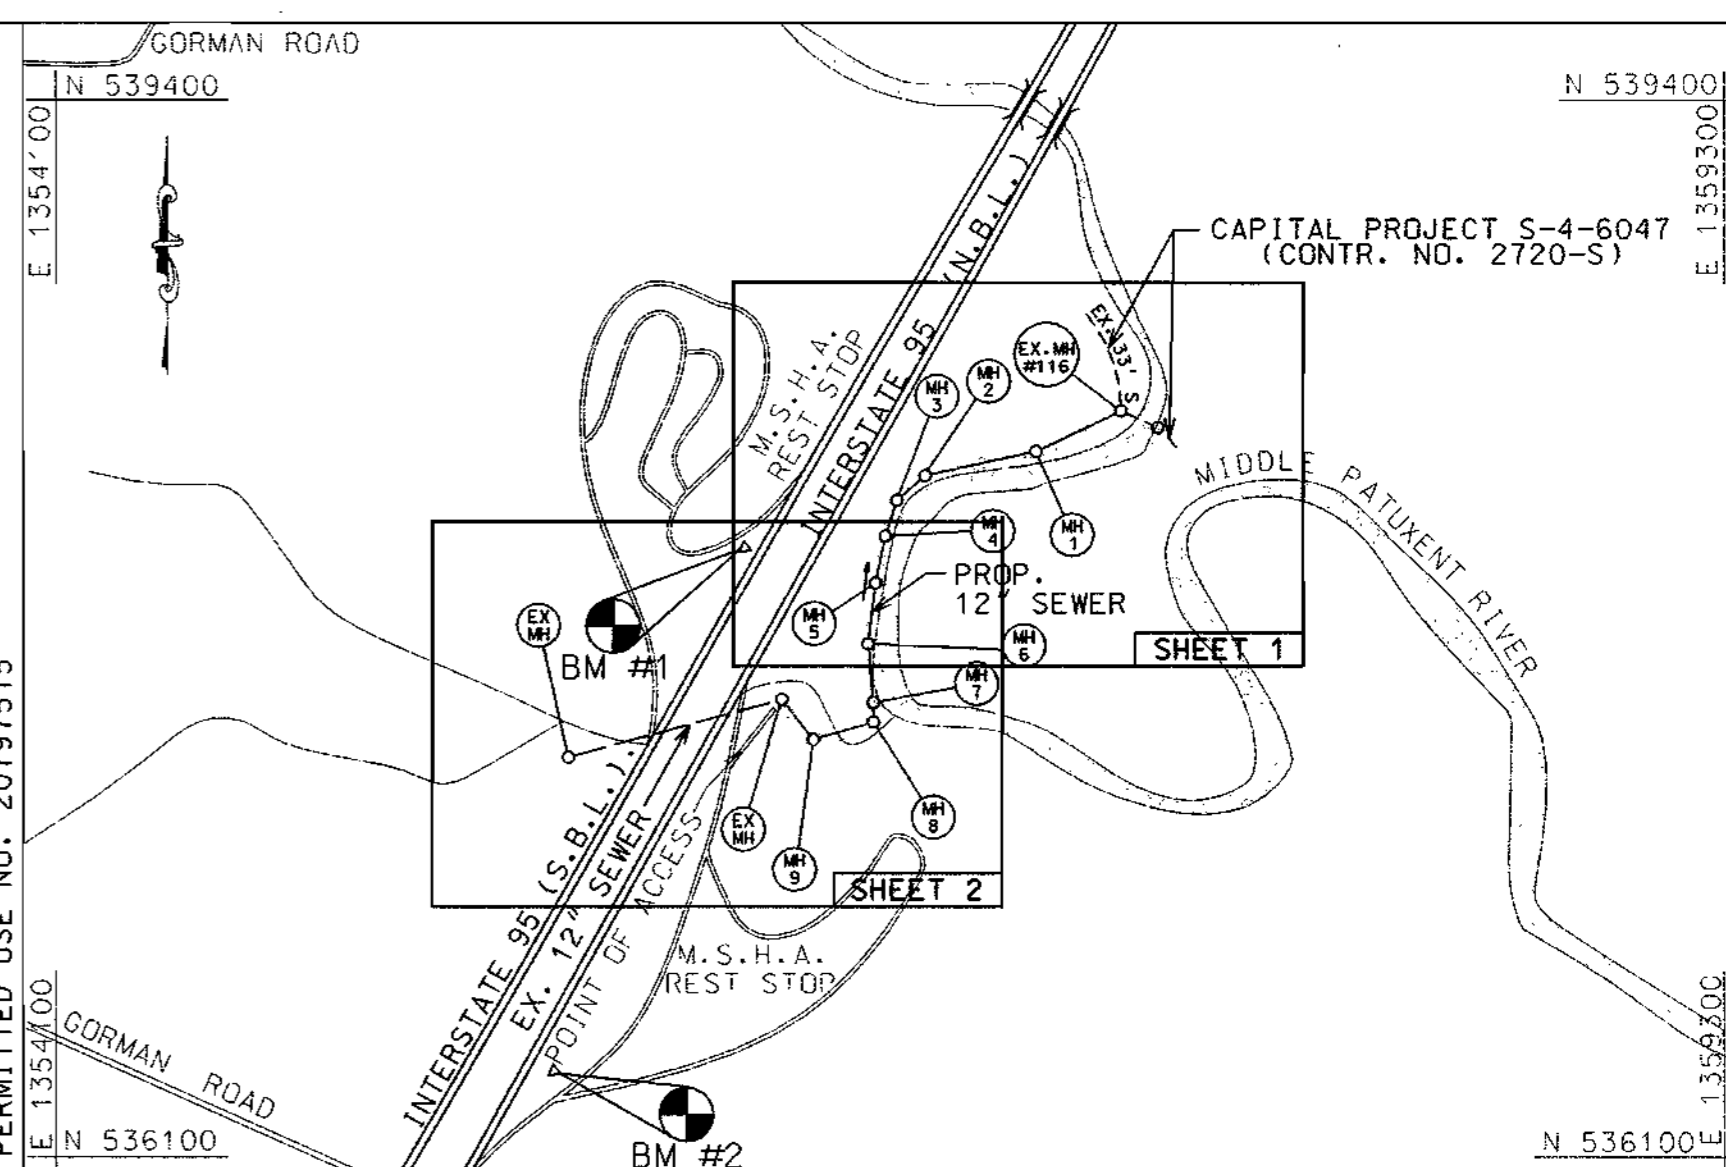 GORMAN ROAD
N 539400
N 539400
E 1354100
E 1359300
CAPITAL PROJECT S-4-6047
(CONTR. NO. 2720-S)
(N.B.L.)
INTERSTATE 95
M.S.H.A.
REST STOP
EX. 33' S
EX. MH
#116
MH
2
MH
3
MIDDLE PATUXENT RIVER
MH
4
MH
1
PROP.
12" SEWER
MH
5
MH
6
SHEET 1
EX
MH
BM #1
MH
7
MH
8
EX
MH
MH
9
SHEET 2
INTERSTATE 95 (S.B.L.)
EX. 12" SEWER
POINT OF ACCESS
M.S.H.A.
REST STOP
GORMAN ROAD
E 1354100
N 536100
BM #2
N 536100
E 1359300